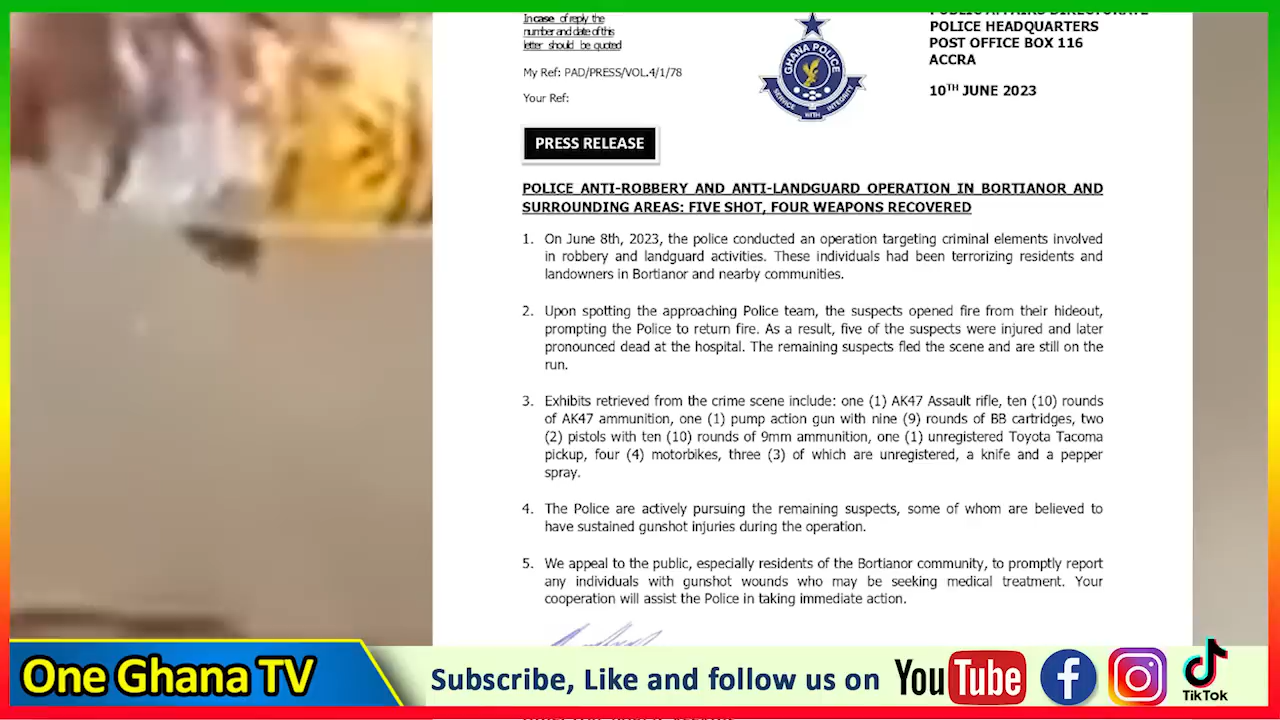 PUBLIC AFFAIRS DIRECTORATE
POLICE HEADQUARTERS
POST OFFICE BOX 116
ACCRA
10TH JUNE 2023
In case of reply the
number and date of this
letter should be quoted
My Ref: PAD/PRESS/VOL.4/1/78
Your Ref:
GHANA POLICE
SERVICE WITH INTEGRITY
PRESS RELEASE
POLICE ANTI-ROBBERY AND ANTI-LANDGUARD OPERATION IN BORTIANOR AND
SURROUNDING AREAS: FIVE SHOT, FOUR WEAPONS RECOVERED
1. On June 8th, 2023, the police conducted an operation targeting criminal elements involved
in robbery and landguard activities. These individuals had been terrorizing residents and
landowners in Bortianor and nearby communities.
2. Upon spotting the approaching Police team, the suspects opened fire from their hideout,
prompting the Police to return fire. As a result, five of the suspects were injured and later
pronounced dead at the hospital. The remaining suspects fled the scene and are still on the
run.
3. Exhibits retrieved from the crime scene include: one (1) AK47 Assault rifle, ten (10) rounds
of AK47 ammunition, one (1) pump action gun with nine (9) rounds of BB cartridges, two
(2) pistols with ten (10) rounds of 9mm ammunition, one (1) unregistered Toyota Tacoma
pickup, four (4) motorbikes, three (3) of which are unregistered, a knife and a pepper
spray.
4. The Police are actively pursuing the remaining suspects, some of whom are believed to
have sustained gunshot injuries during the operation.
5. We appeal to the public, especially residents of the Bortianor community, to promptly report
any individuals with gunshot wounds who may be seeking medical treatment. Your
cooperation will assist the Police in taking immediate action.
One Ghana TV
Subscribe, Like and follow us on YouTube
TikTok